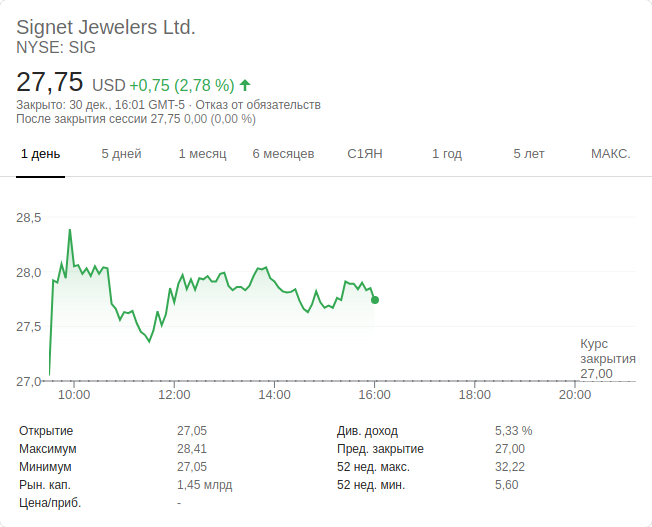 Signet Jewelers Ltd.
NYSE: SIG
27,75 USD +0,75 (2,78 %)
Закрыто: 30 дек., 16:01 GMT-5 · Отказ от обязательств
После закрытия сессии 27,75 0,00 (0,00 %)
1 день 5 дней 1 месяц 6 месяцев С1ЯН 1 год 5 лет МАКС.
28,5
28,0
27,5
27,0
Курс
закрытия
27,00
10:00 12:00 14:00 16:00 18:00 20:00
Открытие 27,05 Див. доход 5,33 %
Максимум 28,41 Пред. закрытие 27,00
Минимум 27,05 52 нед. макс. 32,22
Рын. кап. 1,45 млрд 52 нед. мин. 5,60
Цена/приб. -